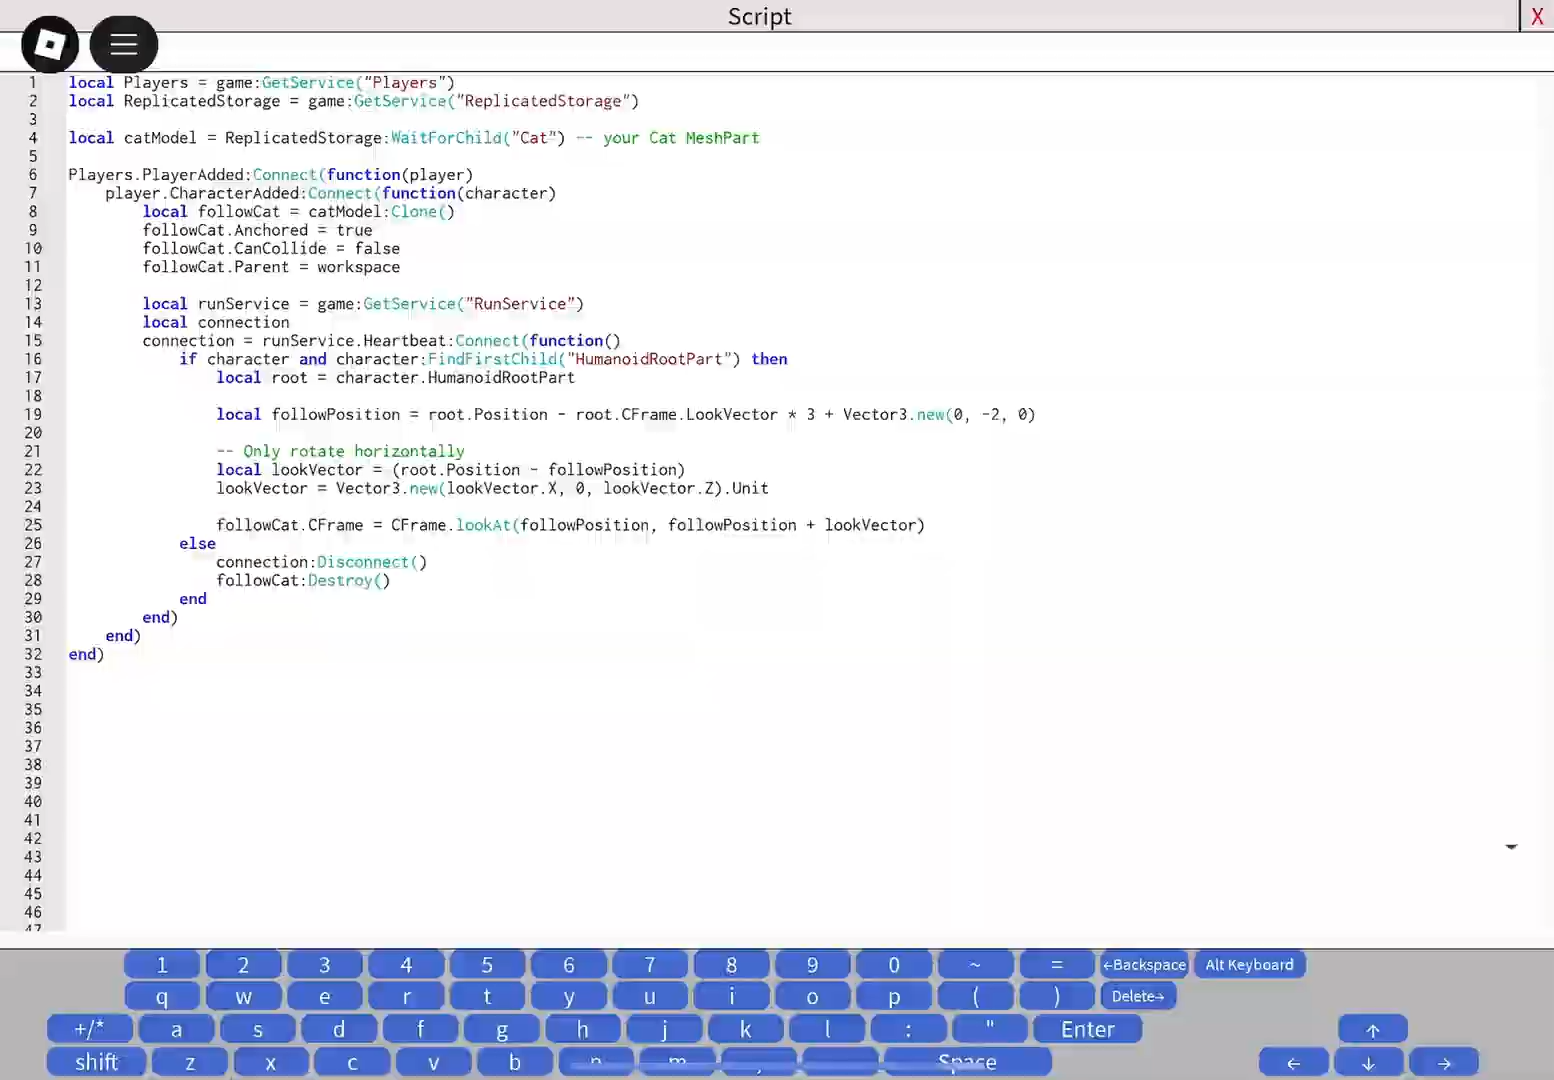 Script
X
1 local Players = game:GetService("Players")
2 local ReplicatedStorage = game:GetService("ReplicatedStorage")
3
4 local catModel = ReplicatedStorage:WaitForChild("Cat") -- your Cat MeshPart
5
6 Players.PlayerAdded:Connect(function(player)
7 player.CharacterAdded:Connect(function(character)
8 local followCat = catModel:Clone()
9 followCat.Anchored = true
10 followCat.CanCollide = false
11 followCat.Parent = workspace
12
13 local runService = game:GetService("RunService")
14 local connection
15 connection = runService.Heartbeat:Connect(function()
16 if character and character:FindFirstChild("HumanoidRootPart") then
17 local root = character.HumanoidRootPart
18
19 local followPosition = root.Position - root.CFrame.LookVector * 3 + Vector3.new(0, -2, 0)
20
21 -- Only rotate horizontally
22 local lookVector = (root.Position - followPosition)
23 lookVector = Vector3.new(lookVector.X, 0, lookVector.Z).Unit
24
25 followCat.CFrame = CFrame.lookAt(followPosition, followPosition + lookVector)
26 else
27 connection:Disconnect()
28 followCat:Destroy()
29 end
30 end)
31 end)
32 end)
33
34
35
36
37
38
39
40
41
42
43
44
45
46
47
1 2 3 4 5 6 7 8 9 0 ~ = ←Backspace Alt Keyboard
q w e r t y u i o p ( ) Delete→
+/* a s d f g h j k l : " Enter ↑
shift z x c v b n m , Space ← ↓ →